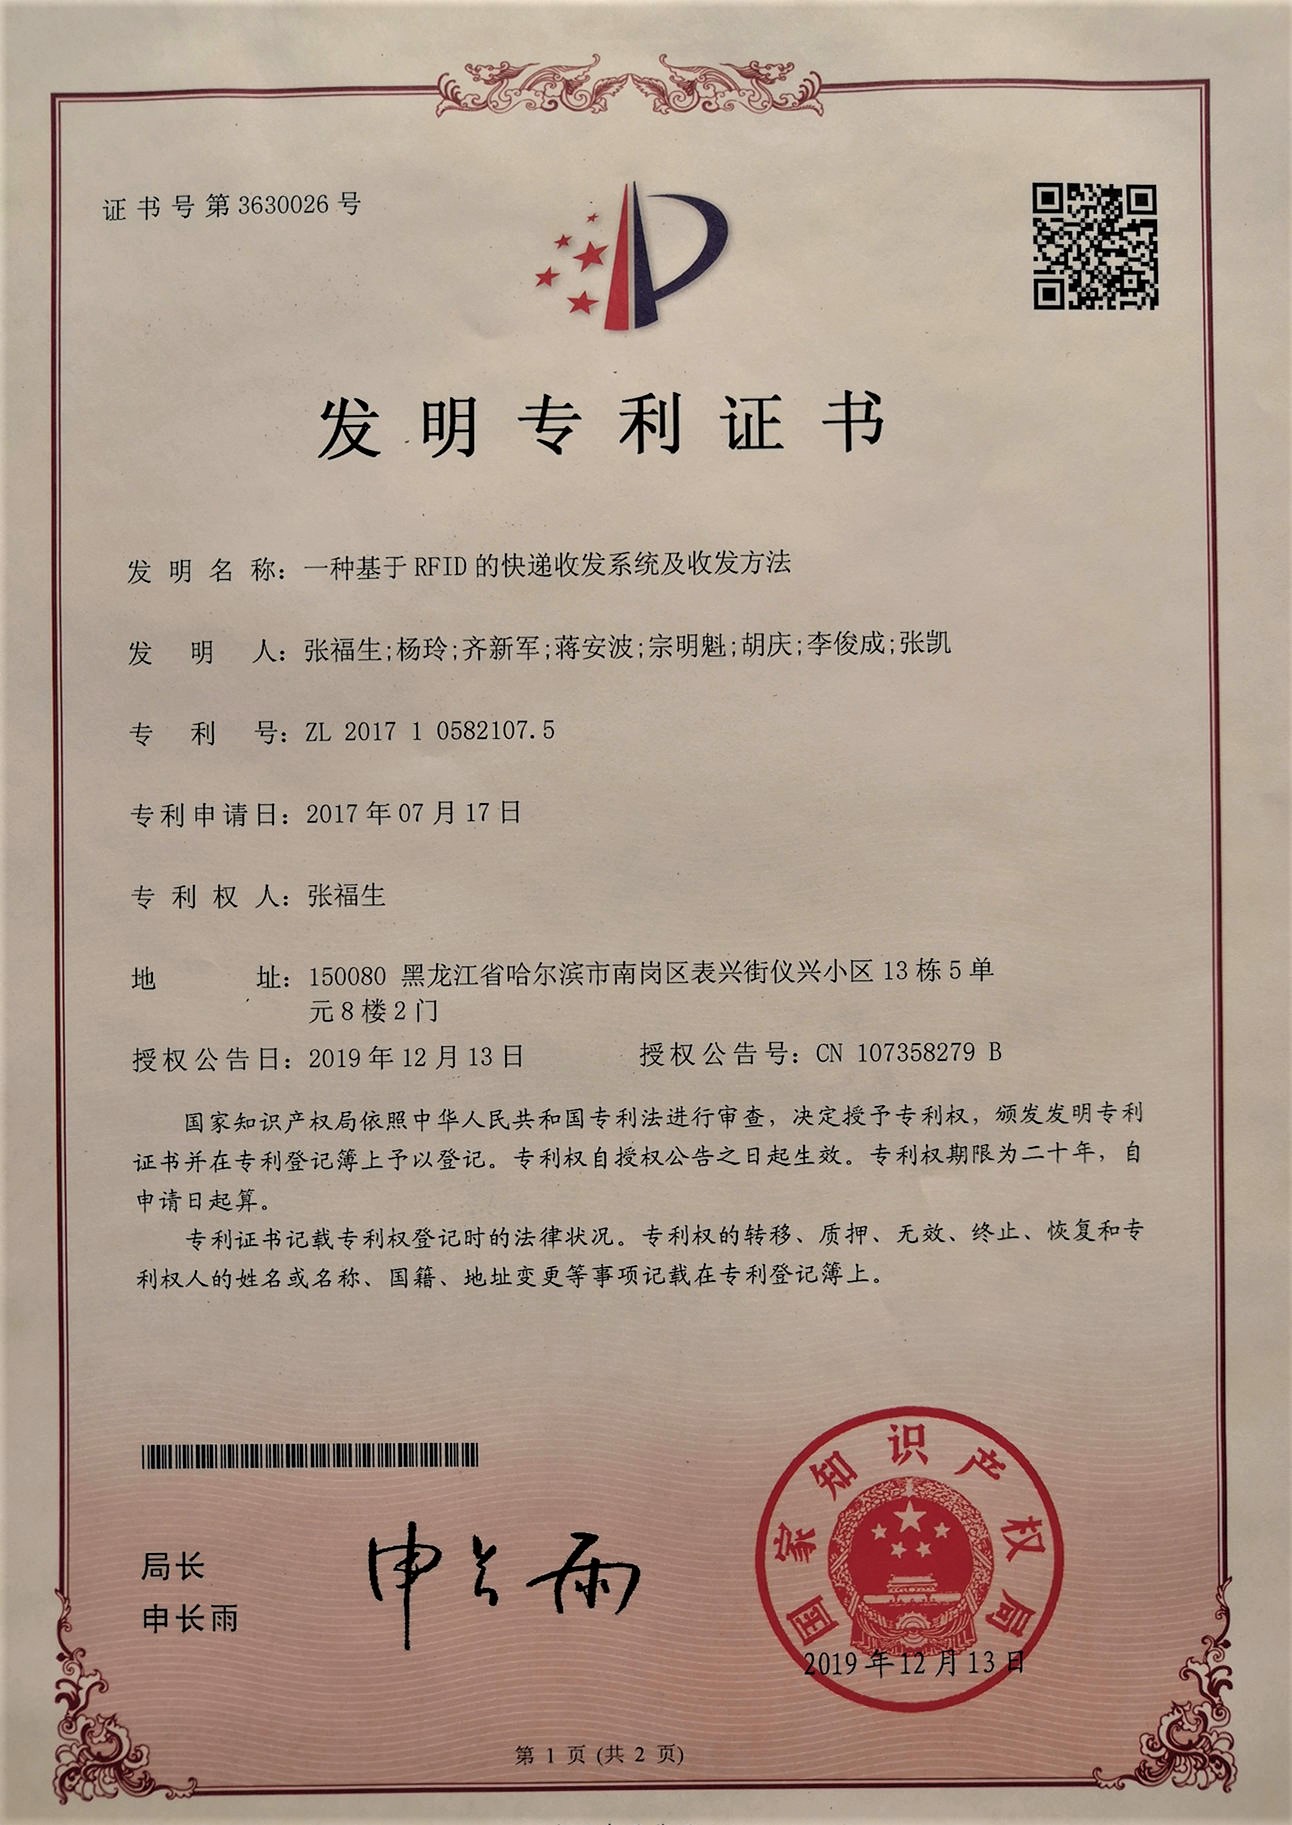 证书号第3630026号
发明专利证书
发明名称：一种基于RFID的快递收发系统及收发方法
发明人：张福生;杨玲;齐新军;蒋安波;宗明魁;胡庆;李俊成;张凯
专利号：ZL 2017 1 0582107.5
专利申请日：2017年07月17日
专利权人：张福生
地址：150080 黑龙江省哈尔滨市南岗区表兴街仪兴小区13栋5单
元8楼2门
授权公告日：2019年12月13日 授权公告号：CN 107358279 B
国家知识产权局依照中华人民共和国专利法进行审查，决定授予专利权，颁发发明专利
证书并在专利登记簿上予以登记。专利权自授权公告之日起生效。专利权期限为二十年，自
申请日起算。
专利证书记载专利权登记时的法律状况。专利权的转移、质押、无效、终止、恢复和专
利权人的姓名或名称、国籍、地址变更等事项记载在专利登记簿上。
局长
申长雨
申长雨
国家知识产权局
2019年12月13日
第 1 页 (共 2 页)